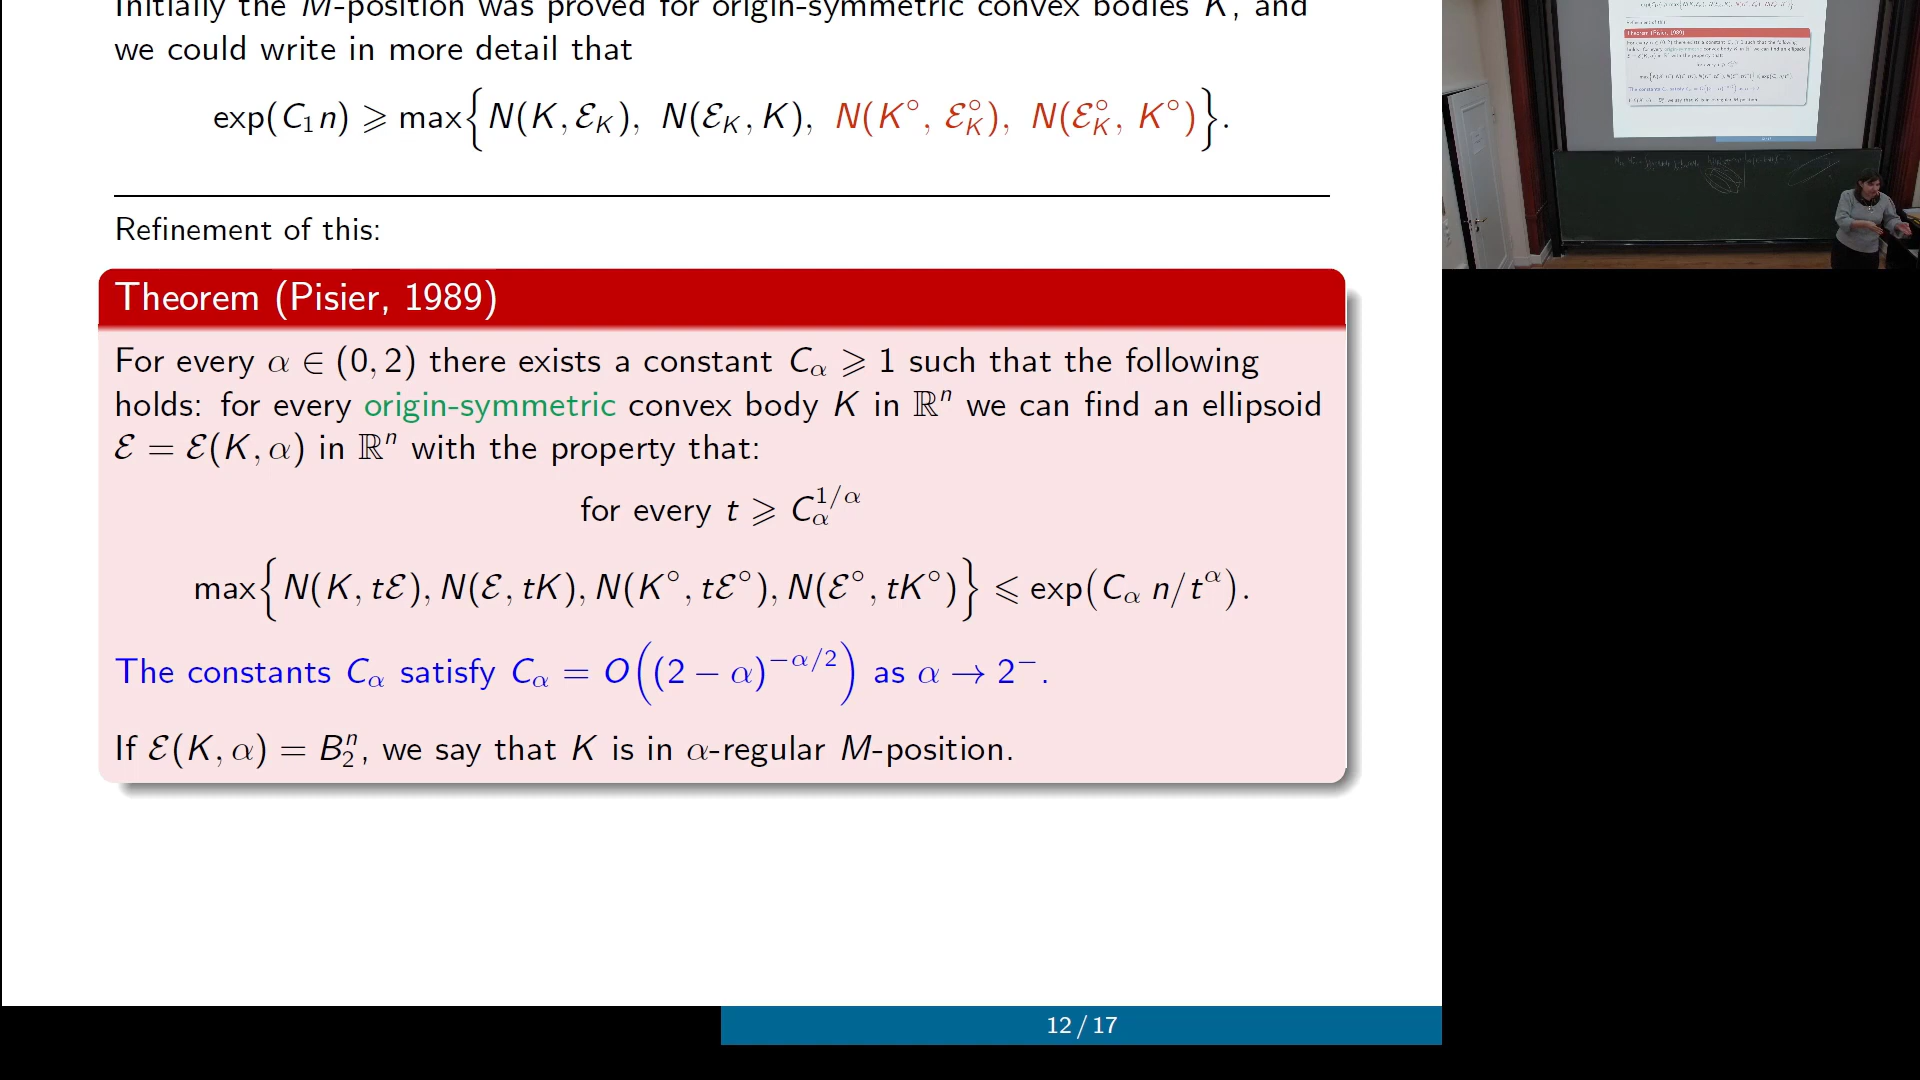 Initially the M-position was proved for origin-symmetric convex bodies K, and
we could write in more detail that
exp(C₁n) ⩾ max{N(K, ℰ_K), N(ℰ_K, K), N(K°, ℰ_K°), N(ℰ_K°, K°)}.
Refinement of this:
Theorem (Pisier, 1989)
For every α ∈ (0, 2) there exists a constant C_α ⩾ 1 such that the following
holds: for every origin-symmetric convex body K in ℝⁿ we can find an ellipsoid
ℰ = ℰ(K, α) in ℝⁿ with the property that:
for every t ⩾ C_α^{1/α}
max{N(K, tℰ), N(ℰ, tK), N(K°, tℰ°), N(ℰ°, tK°)} ⩽ exp(C_α n/t^α).
The constants C_α satisfy C_α = O((2 − α)^{−α/2}) as α → 2⁻.
If ℰ(K, α) = B₂ⁿ, we say that K is in α-regular M-position.
12 / 17